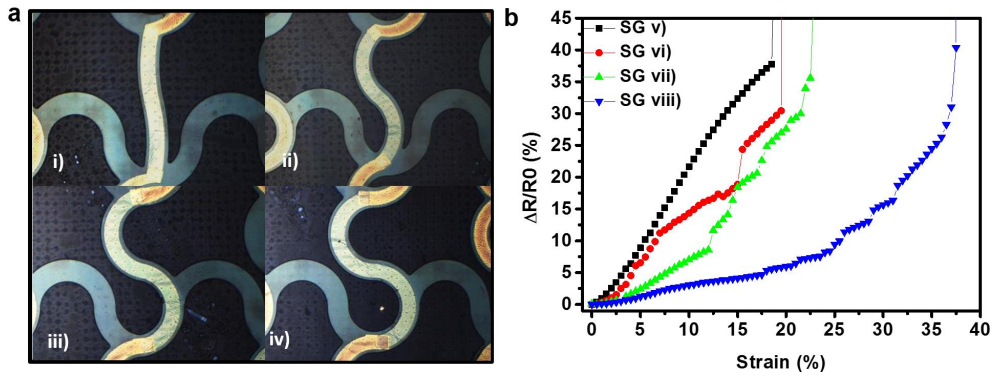 a
i)
ii)
iii)
iv)
b
45
40
35
30
25
20
15
10
5
0
ΔR/R0 (%)
SG v)
SG vi)
SG vii)
SG viii)
0 5 10 15 20 25 30 35 40
Strain (%)